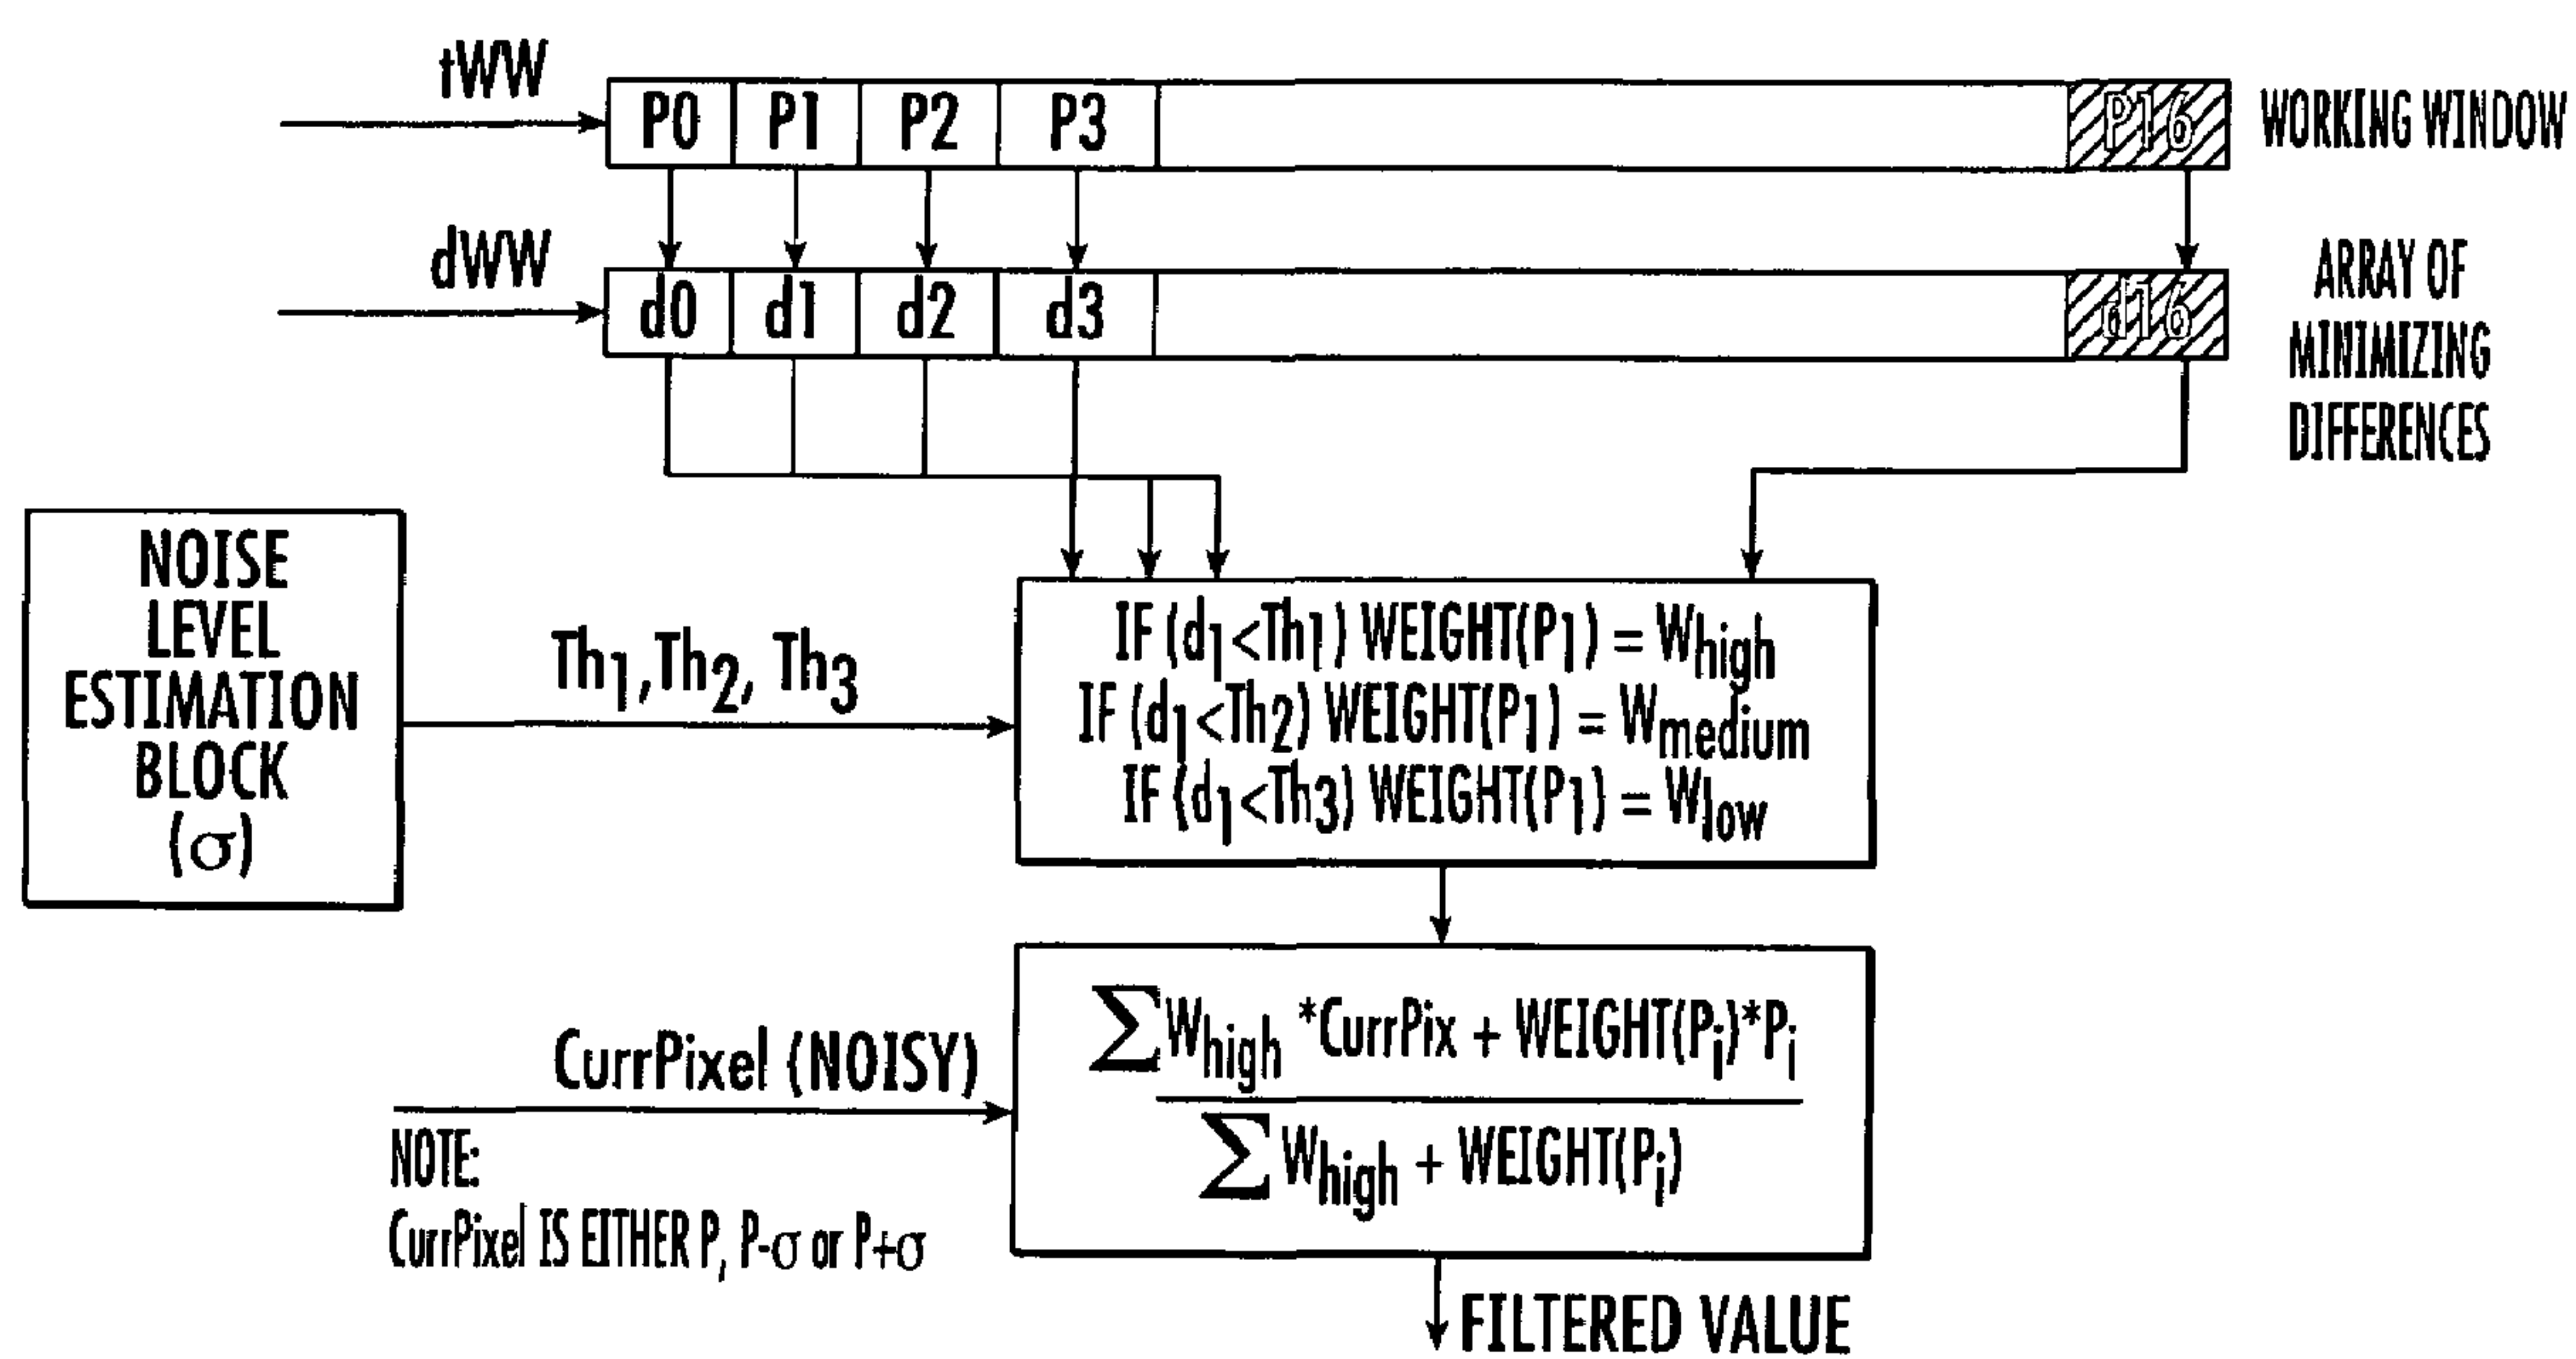 tWW
P0 P1 P2 P3 P16
WORKING WINDOW
dWW
d0 d1 d2 d3 d16
ARRAY OF
MINIMIZING
DIFFERENCES
NOISE
LEVEL
ESTIMATION
BLOCK
(σ)
Th1,Th2, Th3
IF (d1<Th1) WEIGHT(P1) = Whigh
IF (d1<Th2) WEIGHT(P1) = Wmedium
IF (d1<Th3) WEIGHT(P1) = Wlow
CurrPixel (NOISY)
NOTE:
CurrPixel IS EITHER P, P-σ or P+σ
∑Whigh *CurrPix + WEIGHT(Pi)*Pi
∑Whigh + WEIGHT(Pi)
FILTERED VALUE